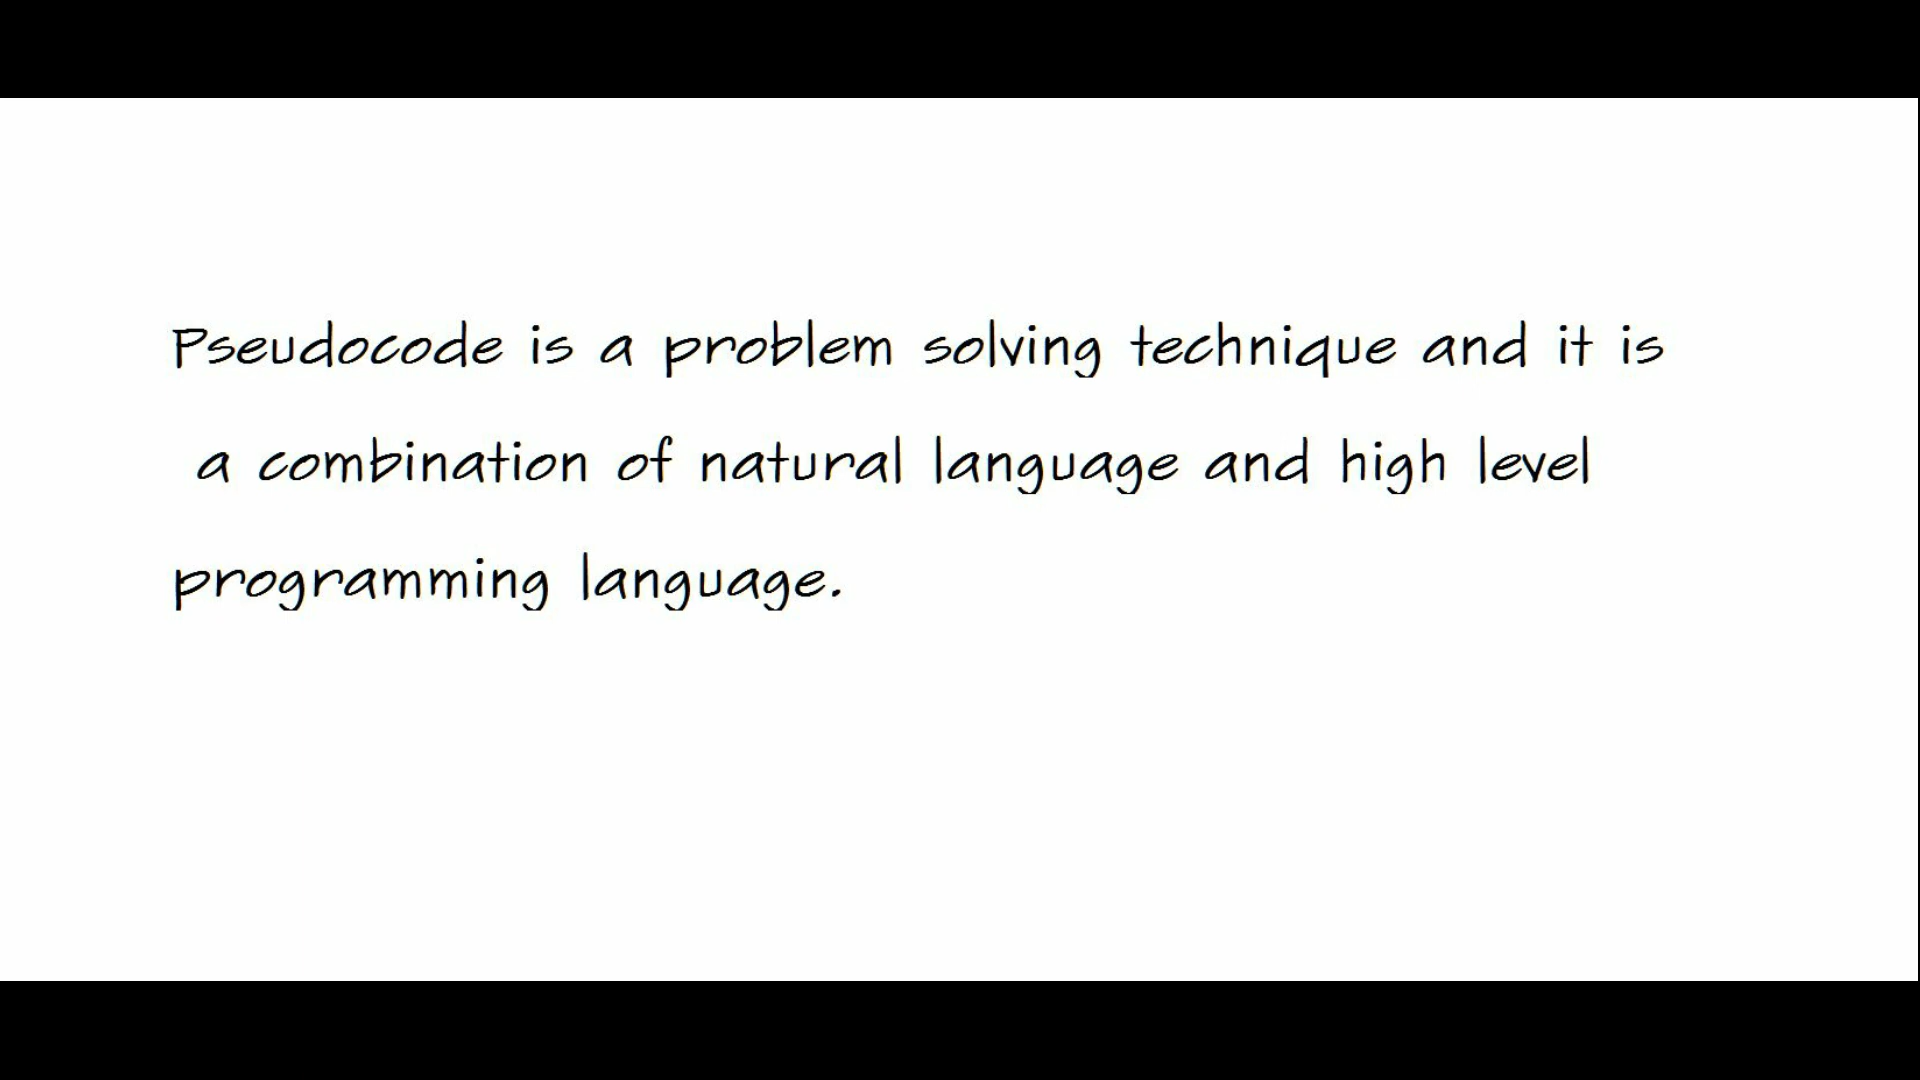 Pseudocode is a problem solving technique and it is
a combination of natural language and high level
programming language.